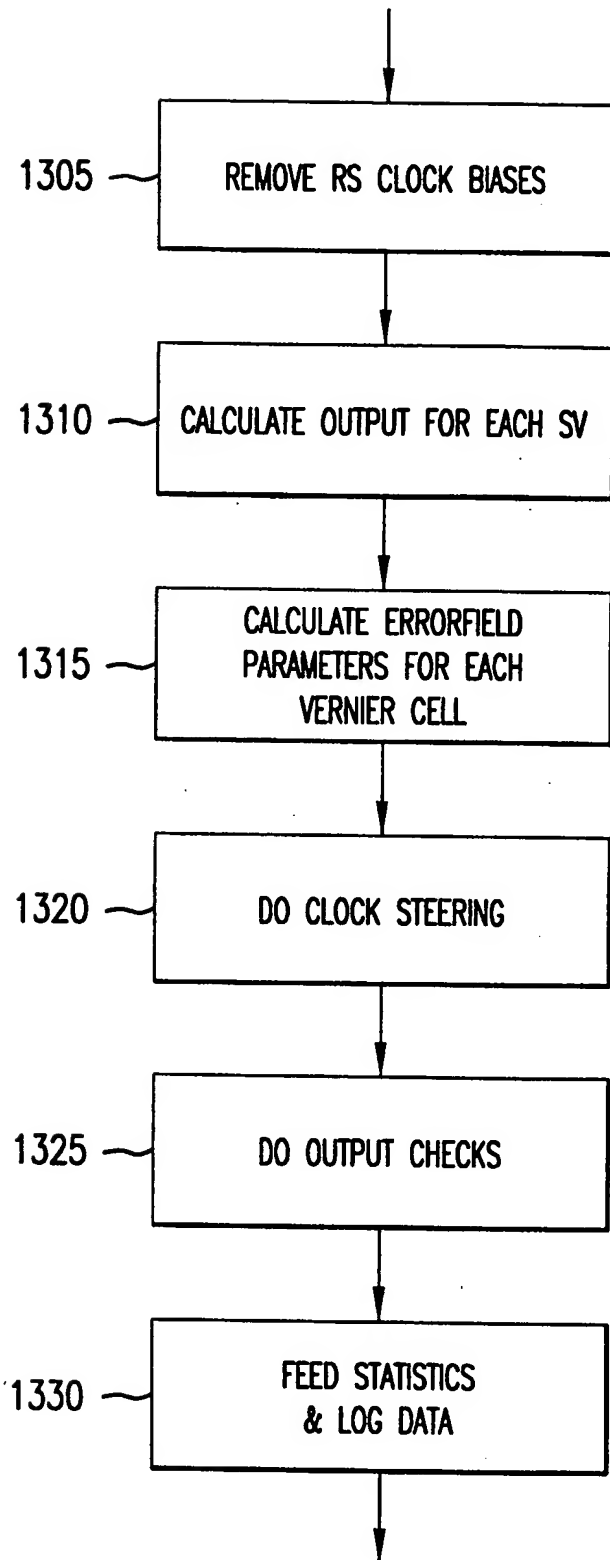 1305
REMOVE RS CLOCK BIASES
1310
CALCULATE OUTPUT FOR EACH SV
1315
CALCULATE ERRORFIELD
PARAMETERS FOR EACH
VERNIER CELL
1320
DO CLOCK STEERING
1325
DO OUTPUT CHECKS
1330
FEED STATISTICS
& LOG DATA